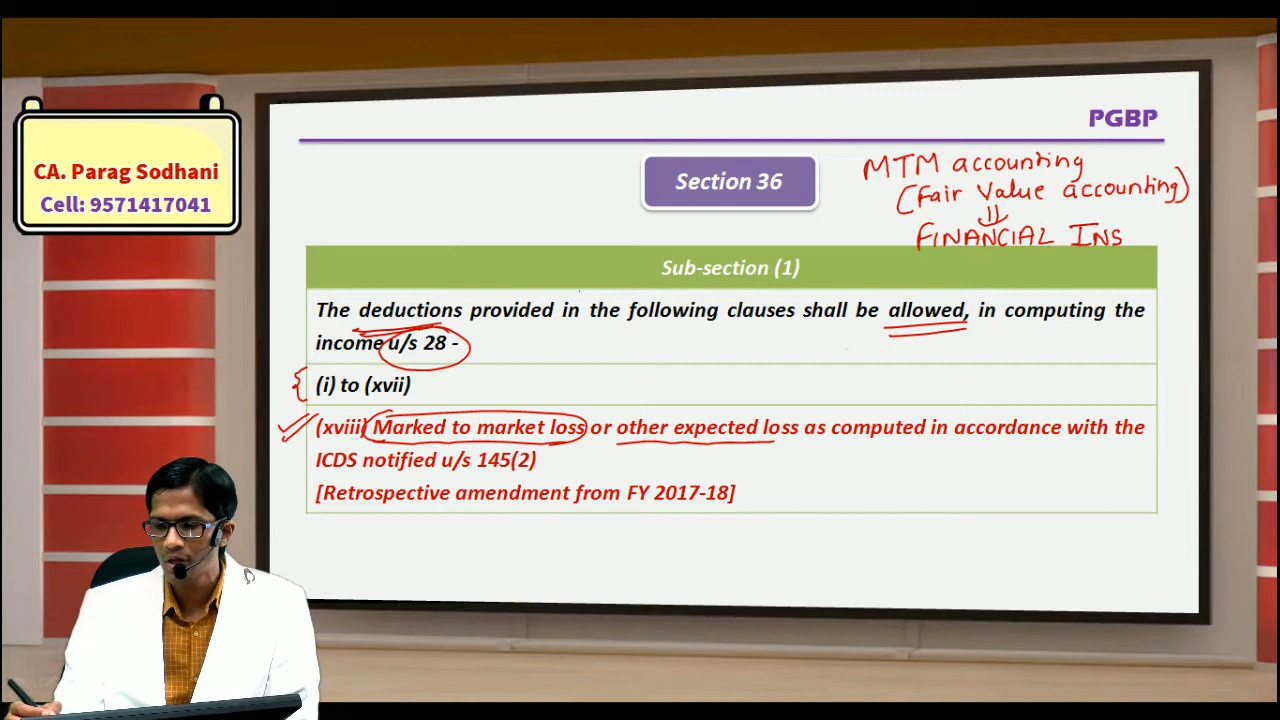 CA. Parag Sodhani
Cell: 9571417041
PGBP
Section 36
MTM accounting
(Fair Value accounting)
FINANCIAL INS
Sub-section (1)
The deductions provided in the following clauses shall be allowed, in computing the
income u/s 28 -
(i) to (xvii)
(xviii) Marked to market loss or other expected loss as computed in accordance with the
ICDS notified u/s 145(2)
[Retrospective amendment from FY 2017-18]